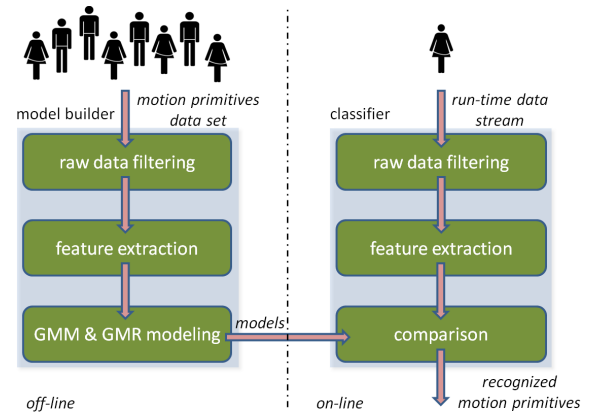 model builder
motion primitives
data set
raw data filtering
feature extraction
GMM & GMR modeling
models
off-line
classifier
run-time data
stream
raw data filtering
feature extraction
comparison
on-line
recognized
motion primitives